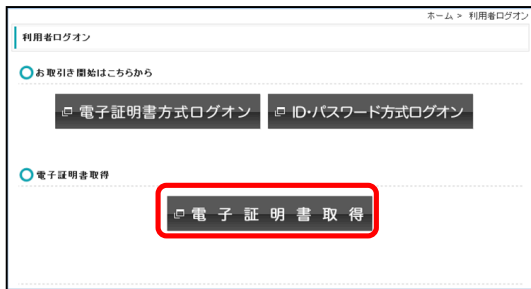 ホーム > 利用者ログオン
利用者ログオン
お取引き開始はこちらから
電子証明書方式ログオン
ID・パスワード方式ログオン
電子証明書取得
電子証明書取得